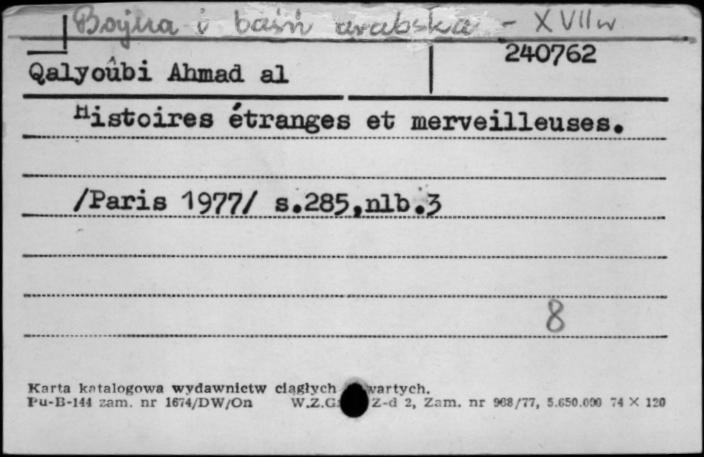 Bajka i baśń arabska - XVIIw
240762
Qalyoûbi Ahmad al
Histoires étranges et merveilleuses.
/Paris 1977/ s.285,nlb.3
8
Karta katalogowa wydawnictw ciągłych wartych.
Pu-B-144 zam. nr 1674/DW/On W.Z.G. Z-d 2, Zam. nr 968/77, 5.650.000 74 × 120